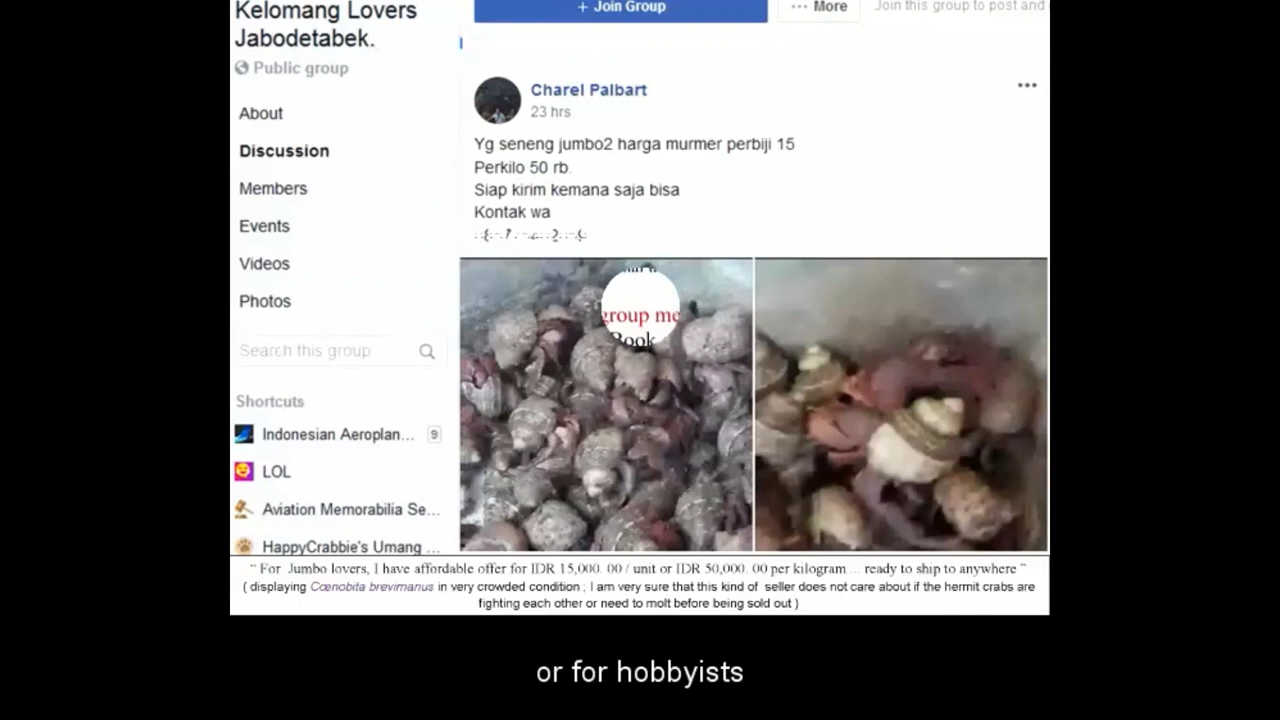 Kelomang Lovers
Jabodetabek.
Public group
About
Discussion
Members
Events
Videos
Photos
Search this group
Shortcuts
Indonesian Aeroplan... 9
LOL
Aviation Memorabilia Se...
HappyCrabbie's Umang ...
+ Join Group
... More
Join this group to post and
Charel Palbart
23 hrs
Yg seneng jumbo2 harga murmer perbiji 15
Perkilo 50 rb.
Siap kirim kemana saja bisa
Kontak wa
group me
Book
" For Jumbo lovers, I have affordable offer for IDR 15,000. 00 / unit or IDR 50,000. 00 per kilogram ... ready to ship to anywhere "
( displaying Cœnobita brevimanus in very crowded condition ; I am very sure that this kind of seller does not care about if the hermit crabs are
fighting each other or need to molt before being sold out )
or for hobbyists